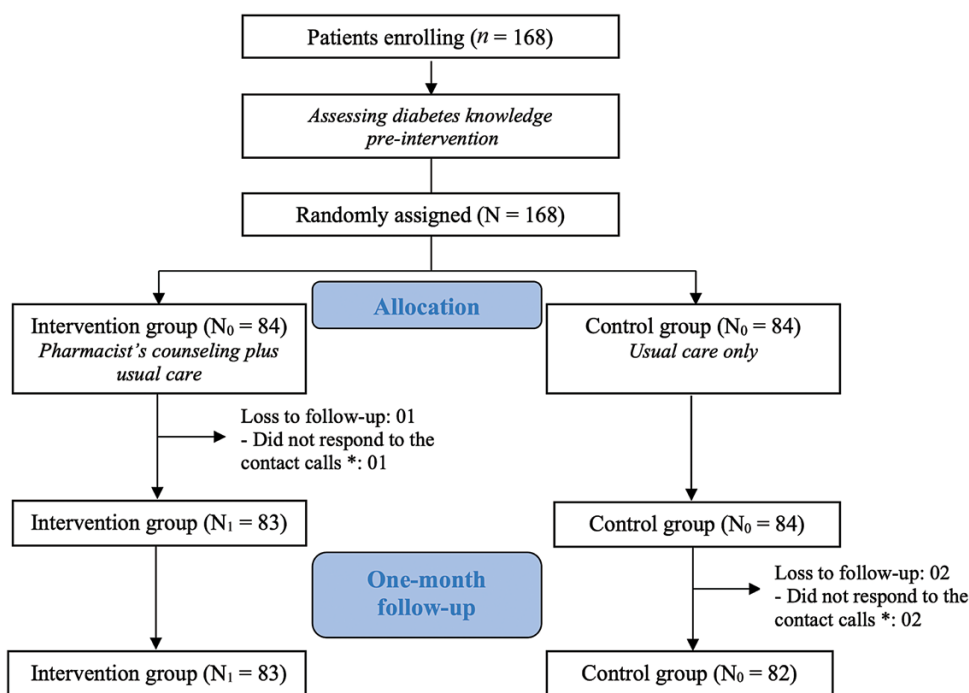 Patients enrolling (n = 168)
Assessing diabetes knowledge
pre-intervention
Randomly assigned (N = 168)
Allocation
Intervention group (N₀ = 84)
Pharmacist's counseling plus
usual care
Control group (N₀ = 84)
Usual care only
Loss to follow-up: 01
- Did not respond to the
contact calls *: 01
Intervention group (N₁ = 83)
Control group (N₀ = 84)
One-month
follow-up
Loss to follow-up: 02
- Did not respond to the
contact calls *: 02
Intervention group (N₁ = 83)
Control group (N₀ = 82)